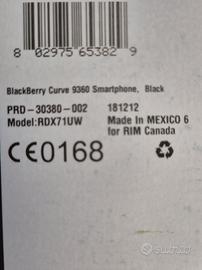 8 02975 65382 9
BlackBerry Curve 9360 Smartphone, Black
PRD-30380-002 181212
Model:RDX71UW Made In MEXICO 6
for RIM Canada
CE0168
subito